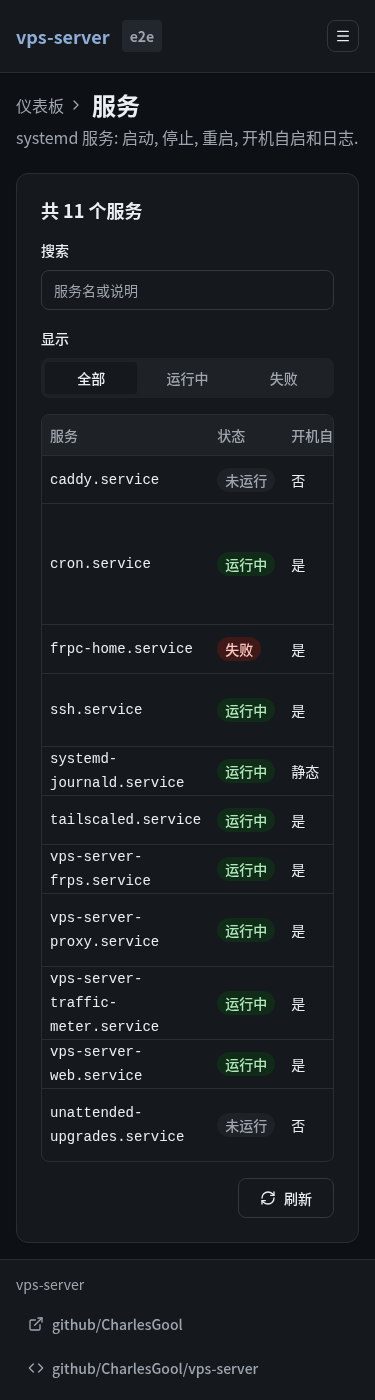 vps-server e2e
仪表板 > 服务
systemd 服务: 启动, 停止, 重启, 开机自启和日志.
共 11 个服务
搜索
服务名或说明
显示
全部 运行中 失败
服务 状态 开机自
caddy.service 未运行 否
cron.service 运行中 是
frpc-home.service 失败 是
ssh.service 运行中 是
systemd-
journald.service 运行中 静态
tailscaled.service 运行中 是
vps-server-
frps.service 运行中 是
vps-server-
proxy.service 运行中 是
vps-server-
traffic-
meter.service 运行中 是
vps-server-
web.service 运行中 是
unattended-
upgrades.service 未运行 否
刷新
vps-server
github/CharlesGool
github/CharlesGool/vps-server